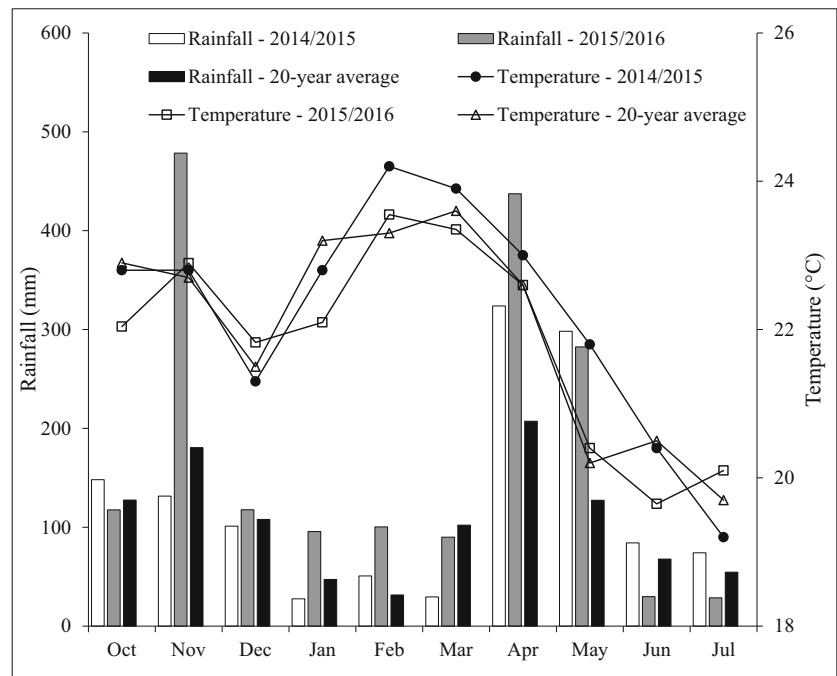 600
500
400
300
200
100
0
Rainfall (mm)
Rainfall - 2014/2015
Rainfall - 2015/2016
Rainfall - 20-year average
Temperature - 2014/2015
Temperature - 2015/2016
Temperature - 20-year average
26
24
22
20
18
Temperature (°C)
Oct Nov Dec Jan Feb Mar Apr May Jun Jul